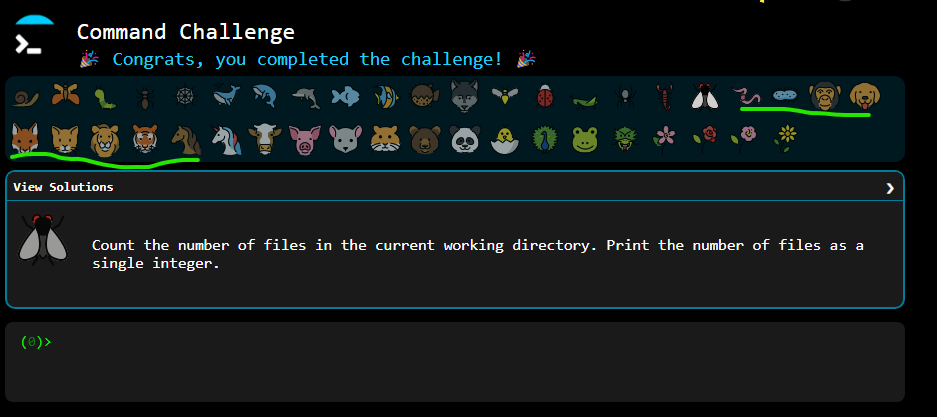 Command Challenge
🎉 Congrats, you completed the challenge! 🎉
View Solutions
Count the number of files in the current working directory. Print the number of files as a
single integer.
(0)>